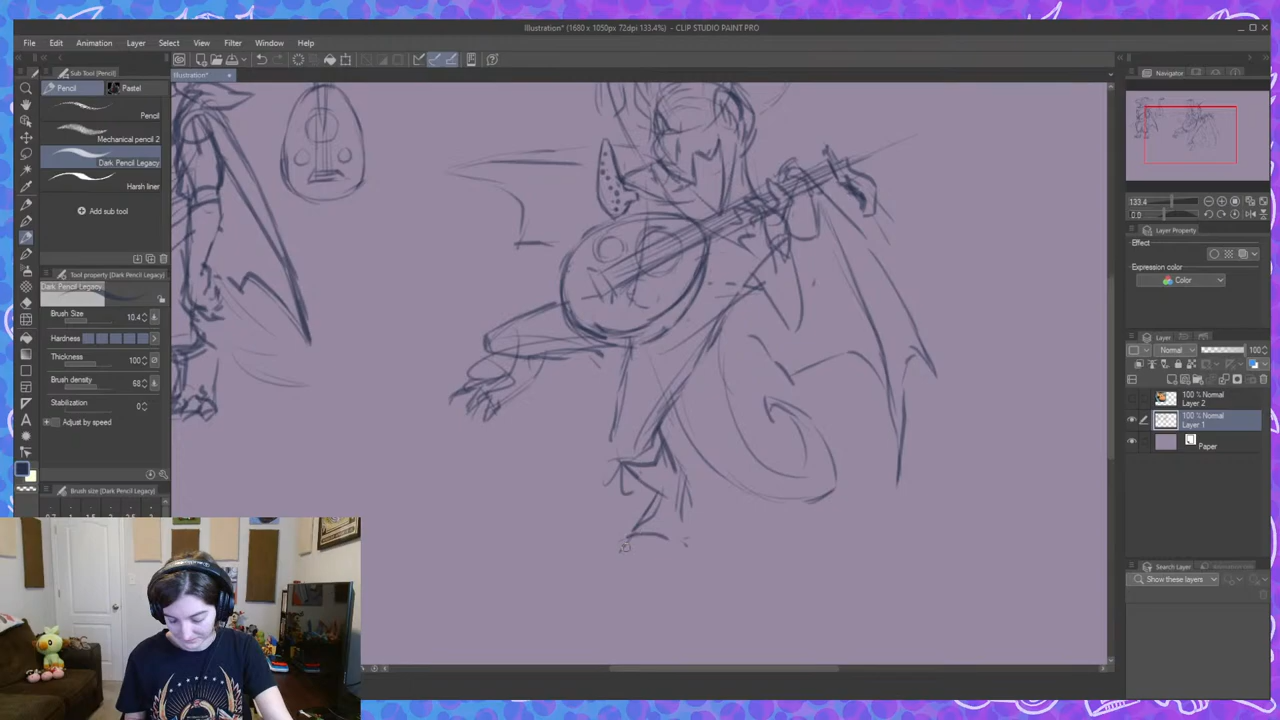 Illustration* (1680 x 1050px 72dpi 133.4%) - CLIP STUDIO PAINT PRO
File Edit Animation Layer Select View Filter Window Help
Sub Tool [Pencil]
Illustration*
Navigator
Pencil Pastel
Pencil
Mechanical pencil 2
Dark Pencil Legacy
Harsh liner
Add sub tool
133.4
0.0
Layer Property
Effect
Expression color
Color
Tool property [Dark Pencil Legacy]
Dark Pencil Legacy
Brush Size 10.4
Hardness
Thickness 100
Brush density 68
Stabilization 0
Adjust by speed
Brush size [Dark Pencil Legacy]
Layer
Normal 100
100 % Normal
Layer 2
100 % Normal
Layer 1
Paper
Search Layer
Show these layers